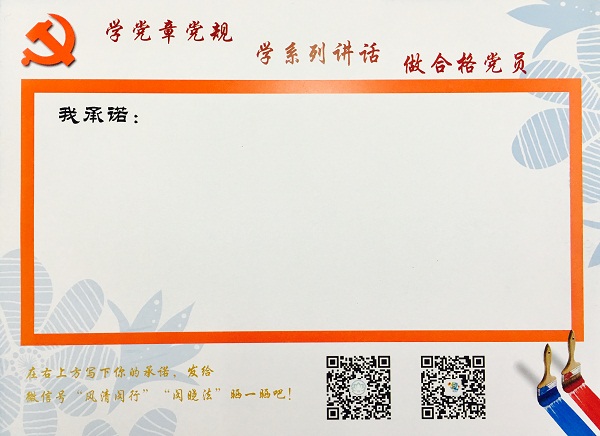 学党章党规
学系列讲话
做合格党员
我承诺：
在右上方写下你的承诺、发给
微信号“风清闵行”“闵晓法”晒一晒吧！